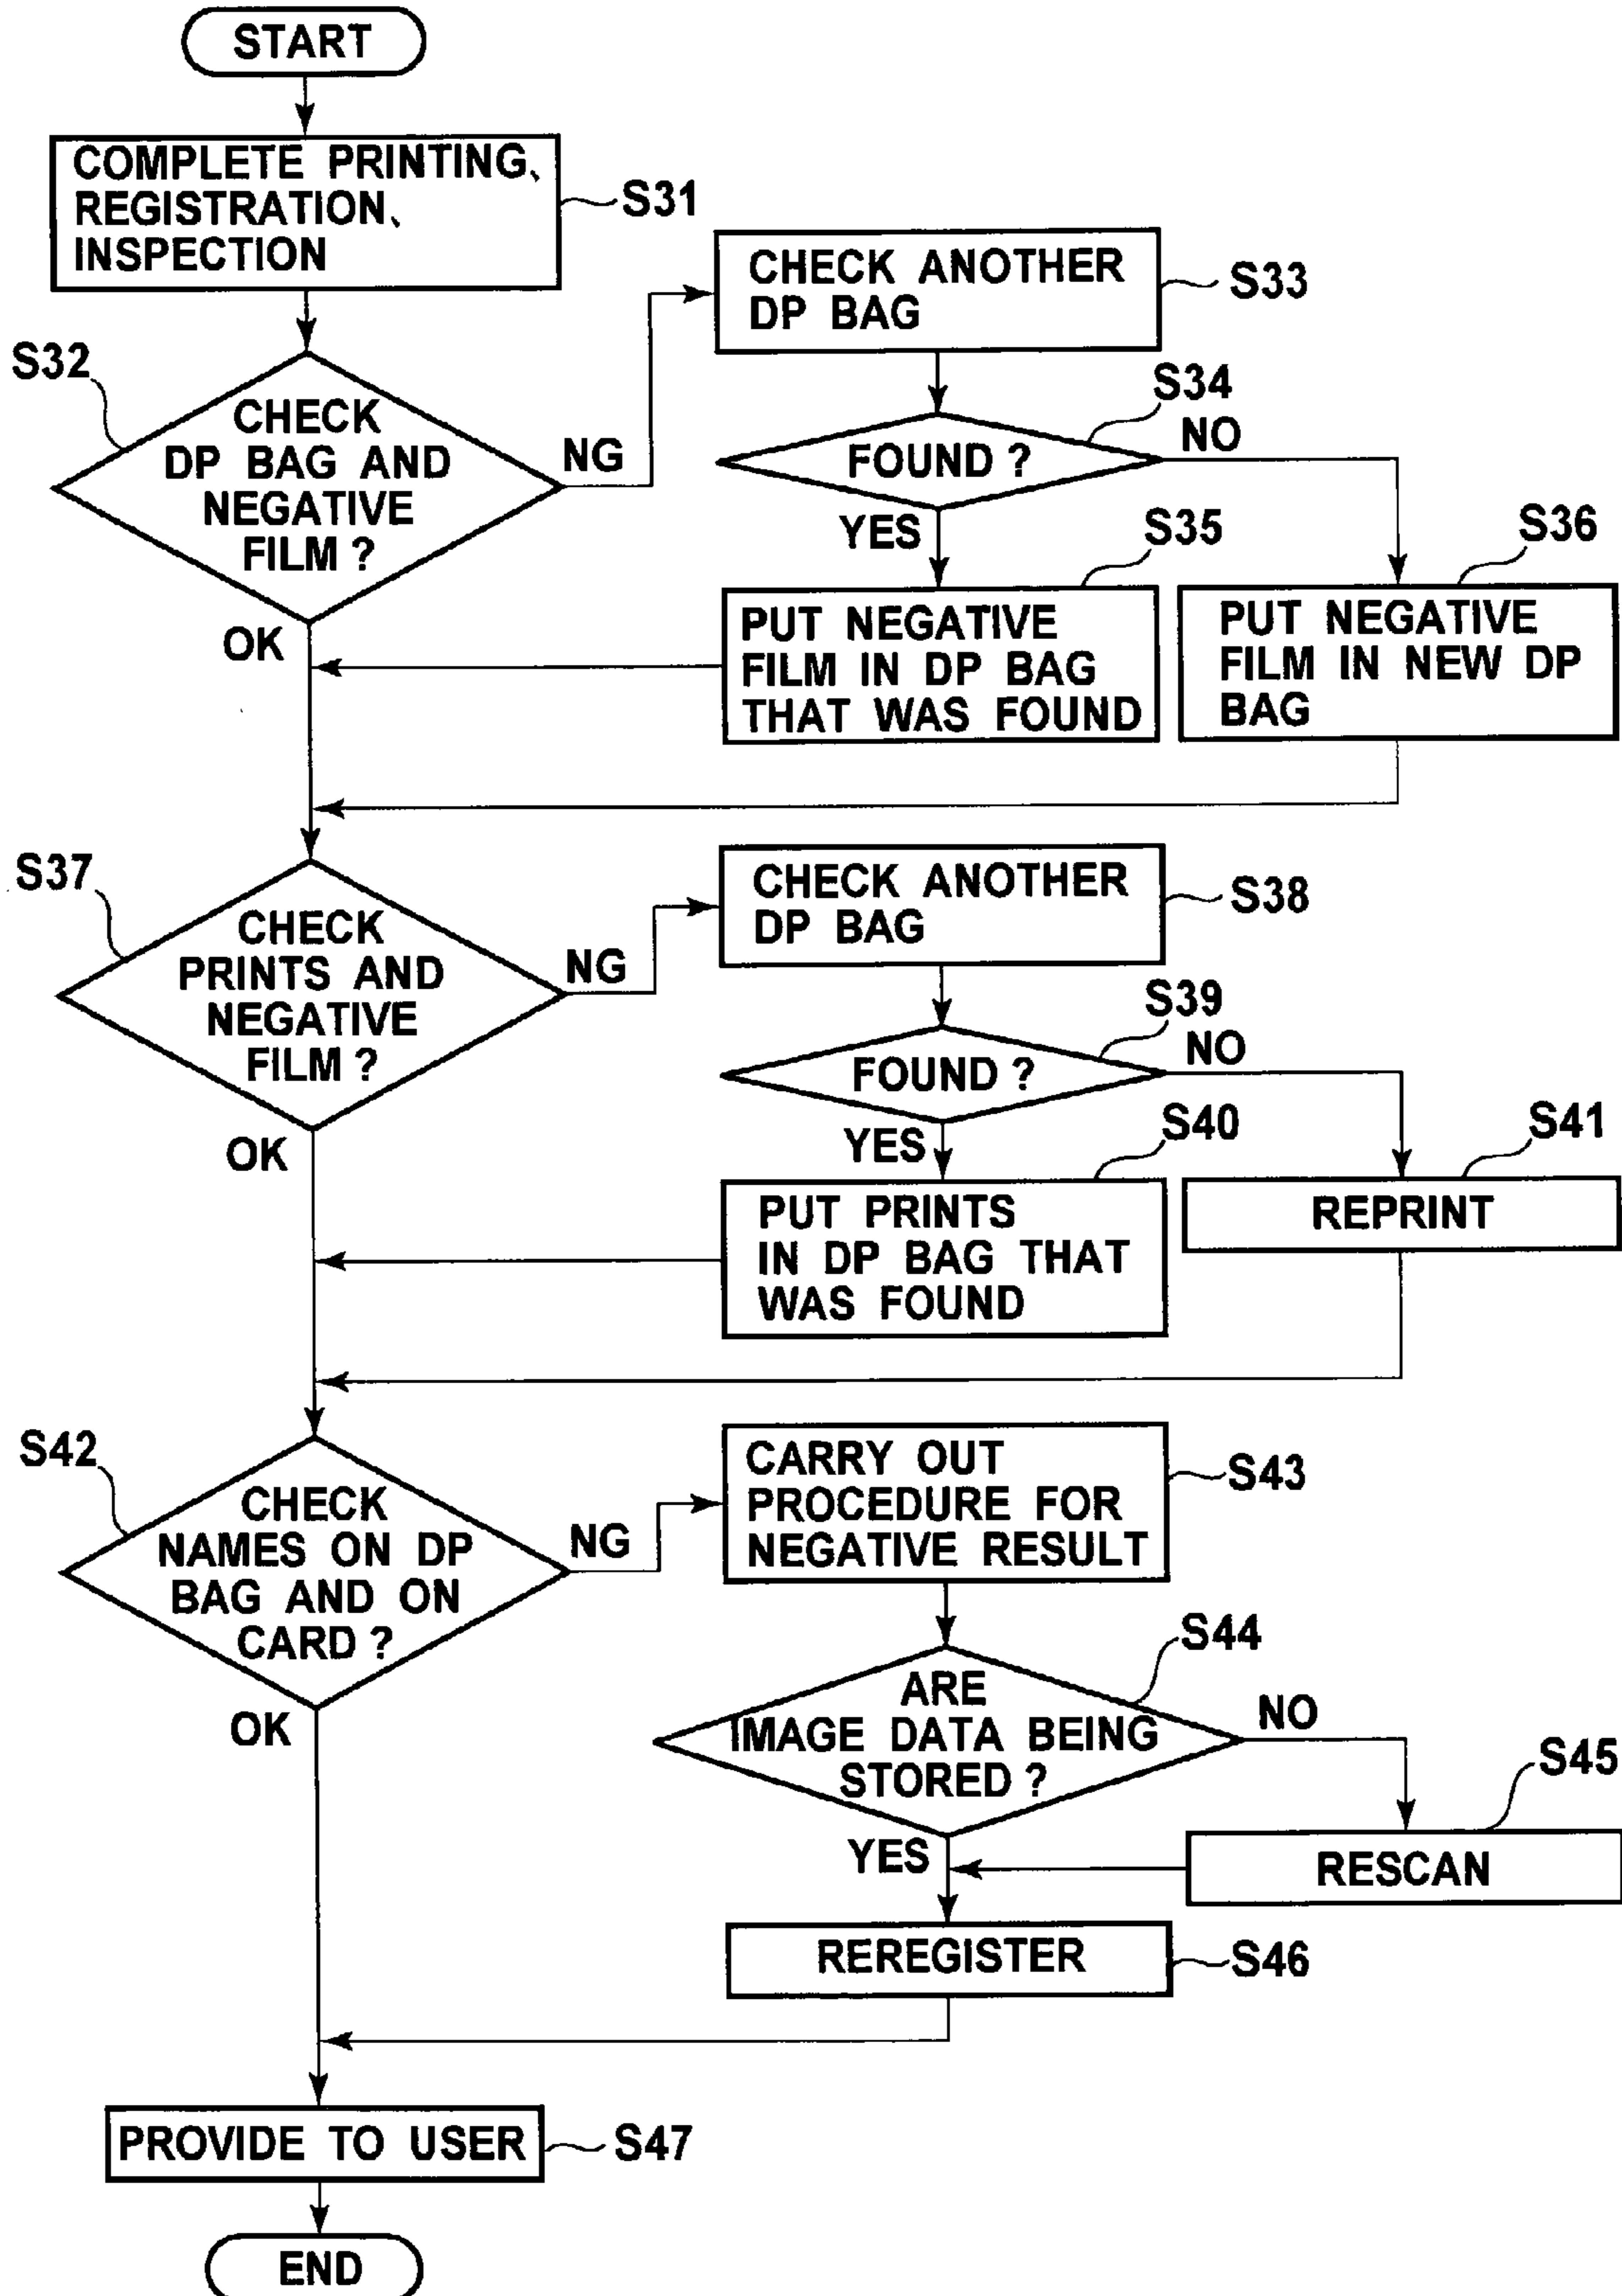 START
COMPLETE PRINTING、
REGISTRATION、
INSPECTION
S31
S32
CHECK
DP BAG AND
NEGATIVE
FILM ?
NG
OK
CHECK ANOTHER
DP BAG
S33
S34
FOUND ?
NO
YES
S35
PUT NEGATIVE
FILM IN DP BAG
THAT WAS FOUND
S36
PUT NEGATIVE
FILM IN NEW DP
BAG
S37
CHECK
PRINTS AND
NEGATIVE
FILM ?
NG
OK
CHECK ANOTHER
DP BAG
S38
S39
FOUND ?
NO
YES
S40
PUT PRINTS
IN DP BAG THAT
WAS FOUND
S41
REPRINT
S42
CHECK
NAMES ON DP
BAG AND ON
CARD ?
NG
OK
CARRY OUT
PROCEDURE FOR
NEGATIVE RESULT
S43
S44
ARE
IMAGE DATA BEING
STORED ?
NO
YES
S45
RESCAN
REREGISTER
S46
PROVIDE TO USER
S47
END